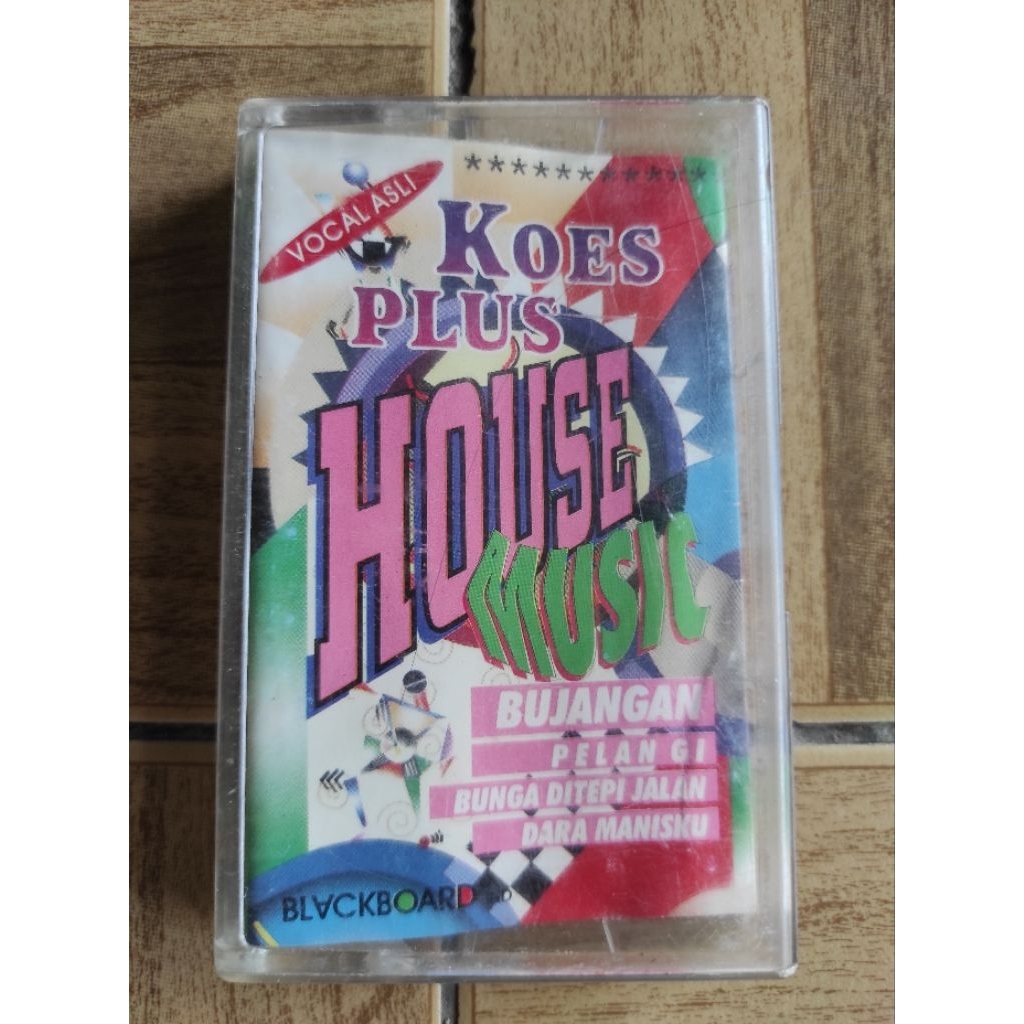 VOCAL ASLI
***********
KOES
PLUS
HOUSE
MUSIC
BUJANGAN
PELANGI
BUNGA DITEPI JALAN
DARA MANISKU
BLACKBOARD